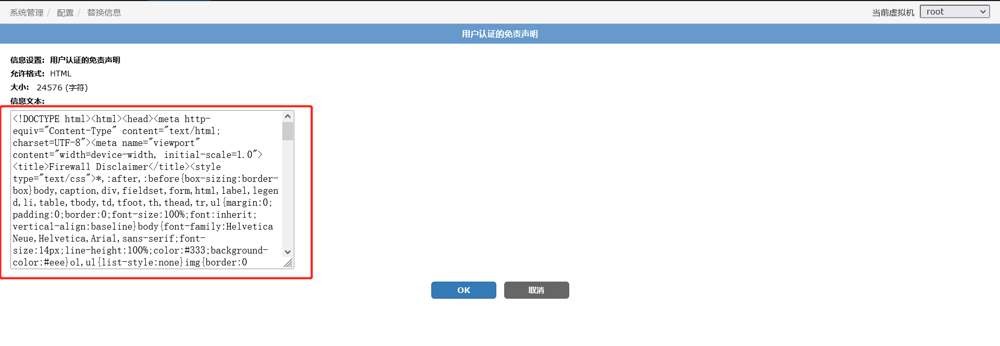 系统管理 / 配置 / 替换信息
当前虚拟机 root
用户认证的免责声明
信息设置: 用户认证的免责声明
允许格式: HTML
大小: 24576 (字符)
信息文本:
<!DOCTYPE html><html><head><meta http-
equiv="Content-Type" content="text/html;
charset=UTF-8"><meta name="viewport"
content="width=device-width, initial-scale=1.0">
<title>Firewall Disclaimer</title><style
type="text/css">*,:after,:before{box-sizing:border-
box}body,caption,div,fieldset,form,html,label,legen
d,li,table,tbody,td,tfoot,th,thead,tr,ul{margin:0;
padding:0;border:0;font-size:100%;font:inherit;
vertical-align:baseline}body{font-family:Helvetica
Neue,Helvetica,Arial,sans-serif;font-
size:14px;line-height:100%;color:#333;background-
color:#eee}ol,ul{list-style:none}img{border:0
OK
取消